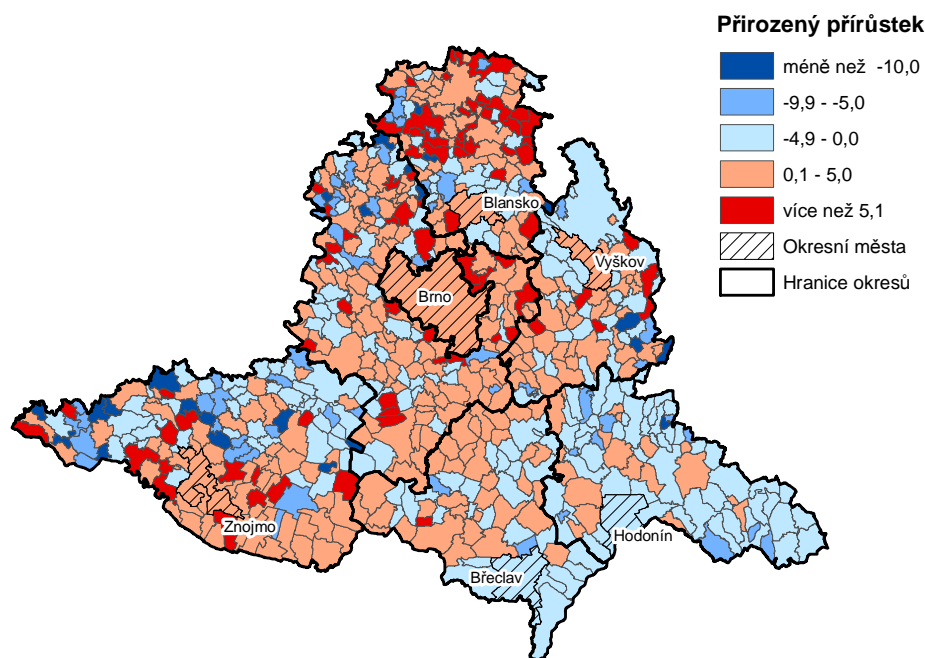 Přirozený přírůstek
méně než -10,0
-9,9 - -5,0
-4,9 - 0,0
0,1 - 5,0
více než 5,1
Okresní města
Hranice okresů
Blansko
Vyškov
Brno
Znojmo
Hodonín
Břeclav